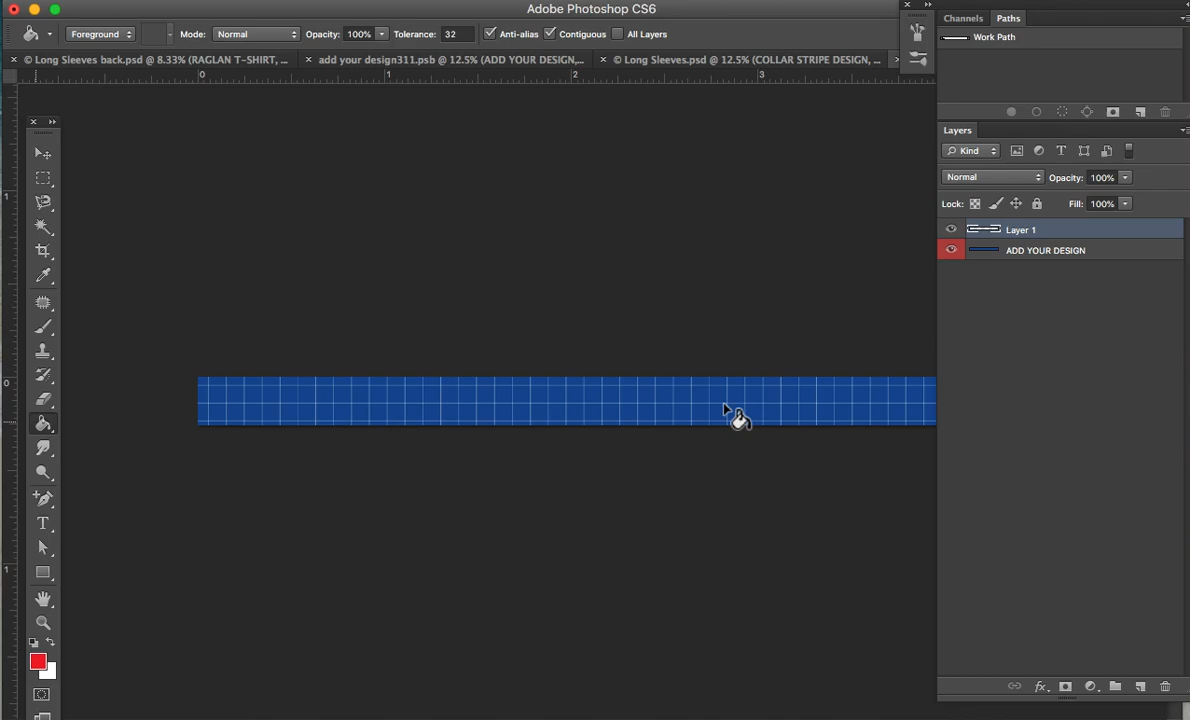 Adobe Photoshop CS6
Foreground Mode: Normal Opacity: 100% Tolerance: 32 Anti-alias Contiguous All Layers
© Long Sleeves back.psd @ 8.33% (RAGLAN T-SHIRT, ... add your design311.psb @ 12.5% (ADD YOUR DESIGN,... © Long Sleeves.psd @ 12.5% (COLLAR STRIPE DESIGN, ...
0 1 2 3
1
0
1
Channels Paths
Work Path
Layers
Kind
Normal Opacity: 100%
Lock: Fill: 100%
Layer 1
ADD YOUR DESIGN